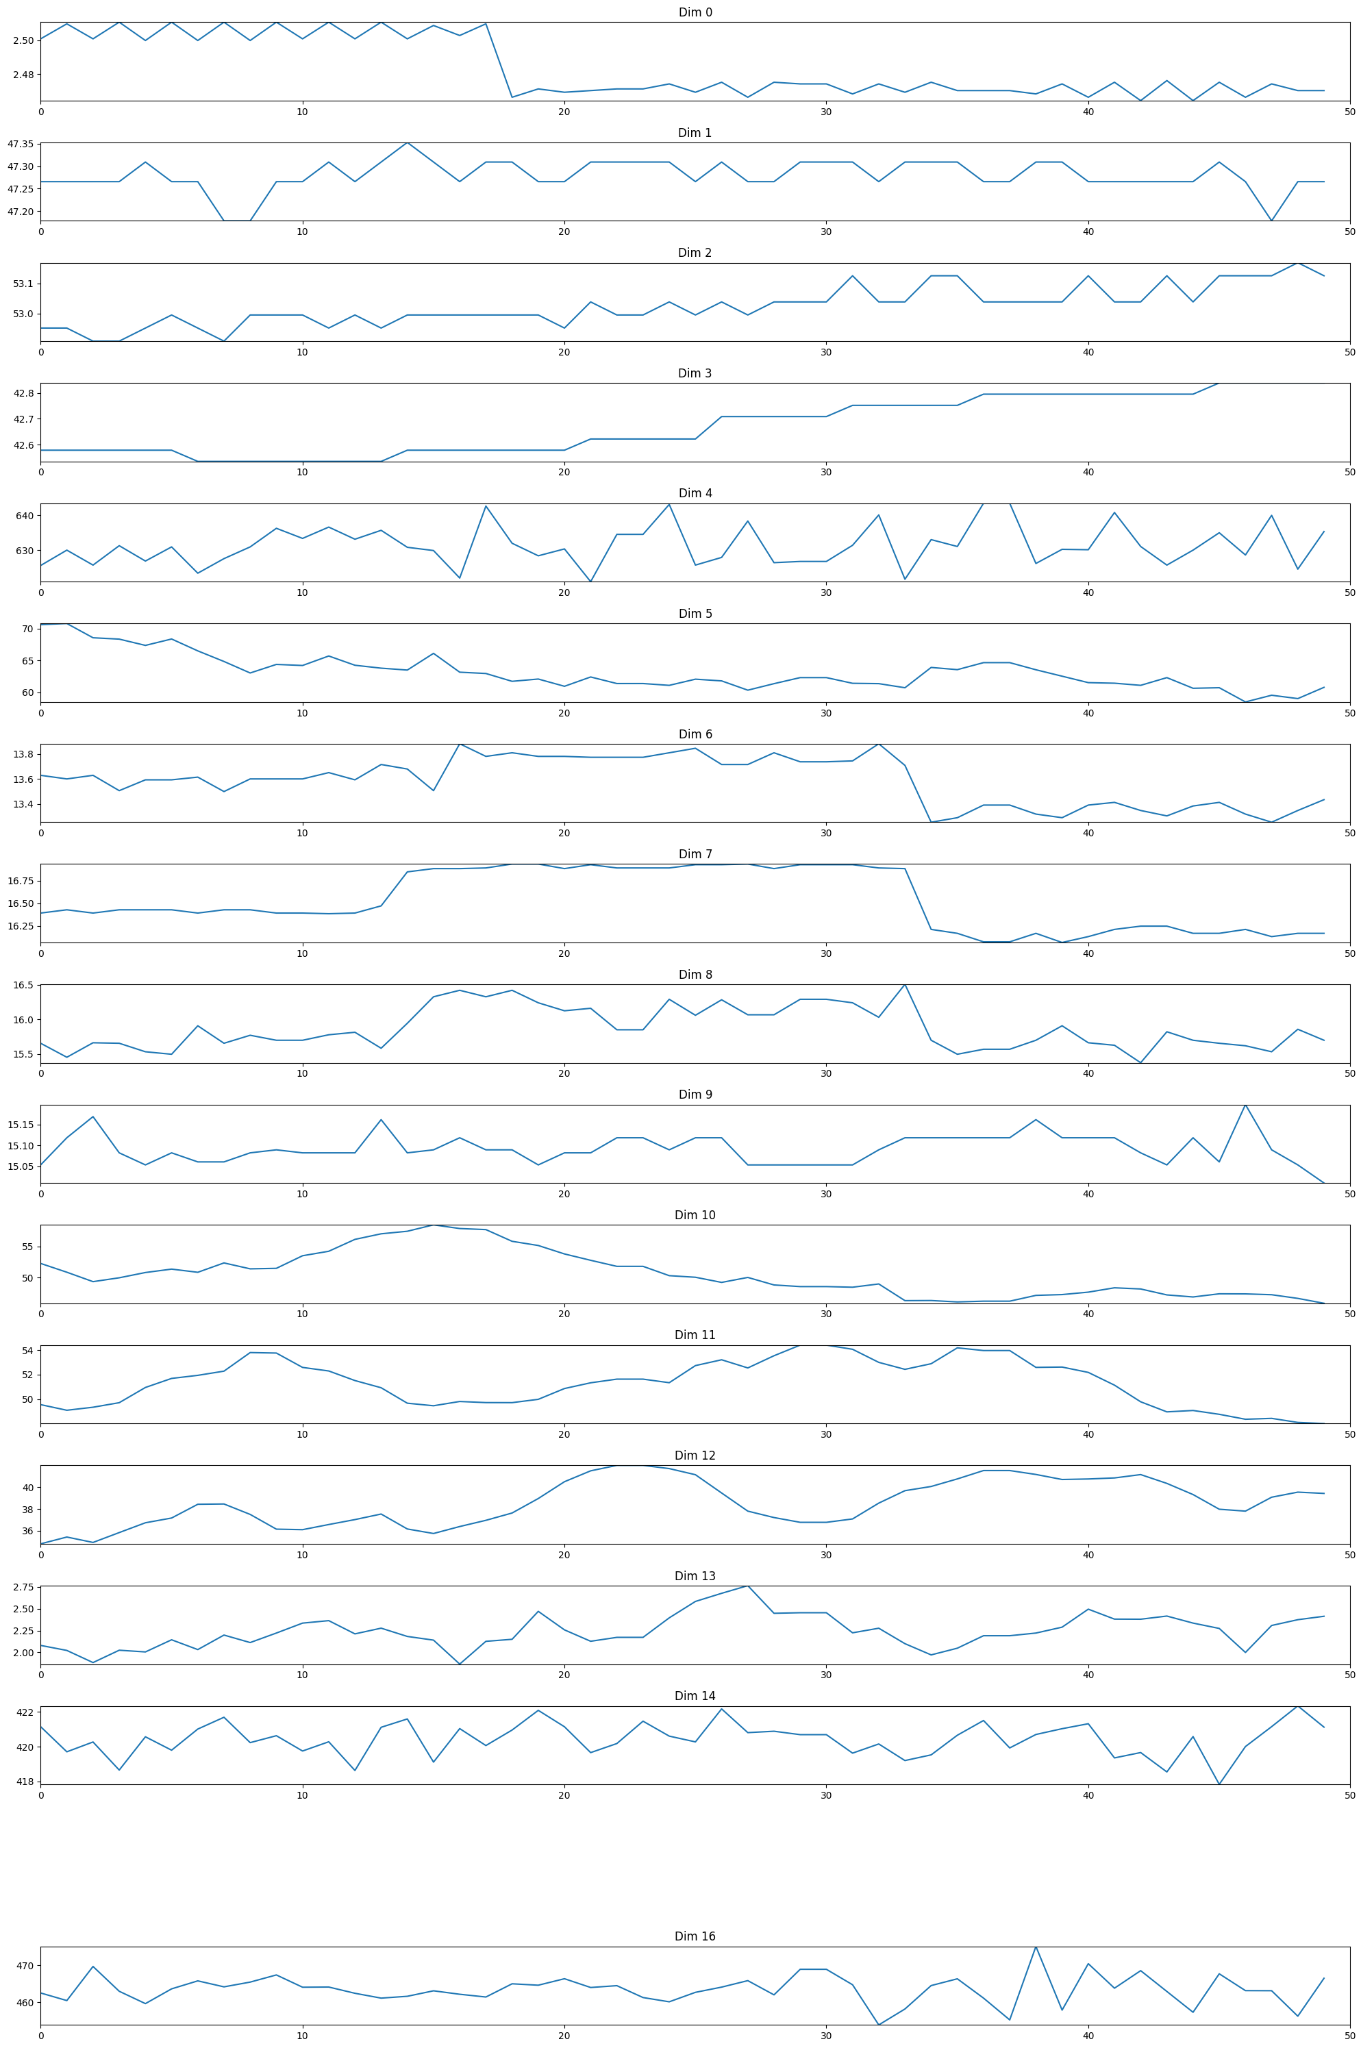 Dim 0
2.50
2.48
0 10 20 30 40 50
Dim 1
47.35
47.30
47.25
47.20
0 10 20 30 40 50
Dim 2
53.1
53.0
0 10 20 30 40 50
Dim 3
42.8
42.7
42.6
0 10 20 30 40 50
Dim 4
640
630
0 10 20 30 40 50
Dim 5
70
65
60
0 10 20 30 40 50
Dim 6
13.8
13.6
13.4
0 10 20 30 40 50
Dim 7
16.75
16.50
16.25
0 10 20 30 40 50
Dim 8
16.5
16.0
15.5
0 10 20 30 40 50
Dim 9
15.15
15.10
15.05
0 10 20 30 40 50
Dim 10
55
50
0 10 20 30 40 50
Dim 11
54
52
50
0 10 20 30 40 50
Dim 12
40
38
36
0 10 20 30 40 50
Dim 13
2.75
2.50
2.25
2.00
0 10 20 30 40 50
Dim 14
422
420
418
0 10 20 30 40 50
Dim 16
470
460
0 10 20 30 40 50